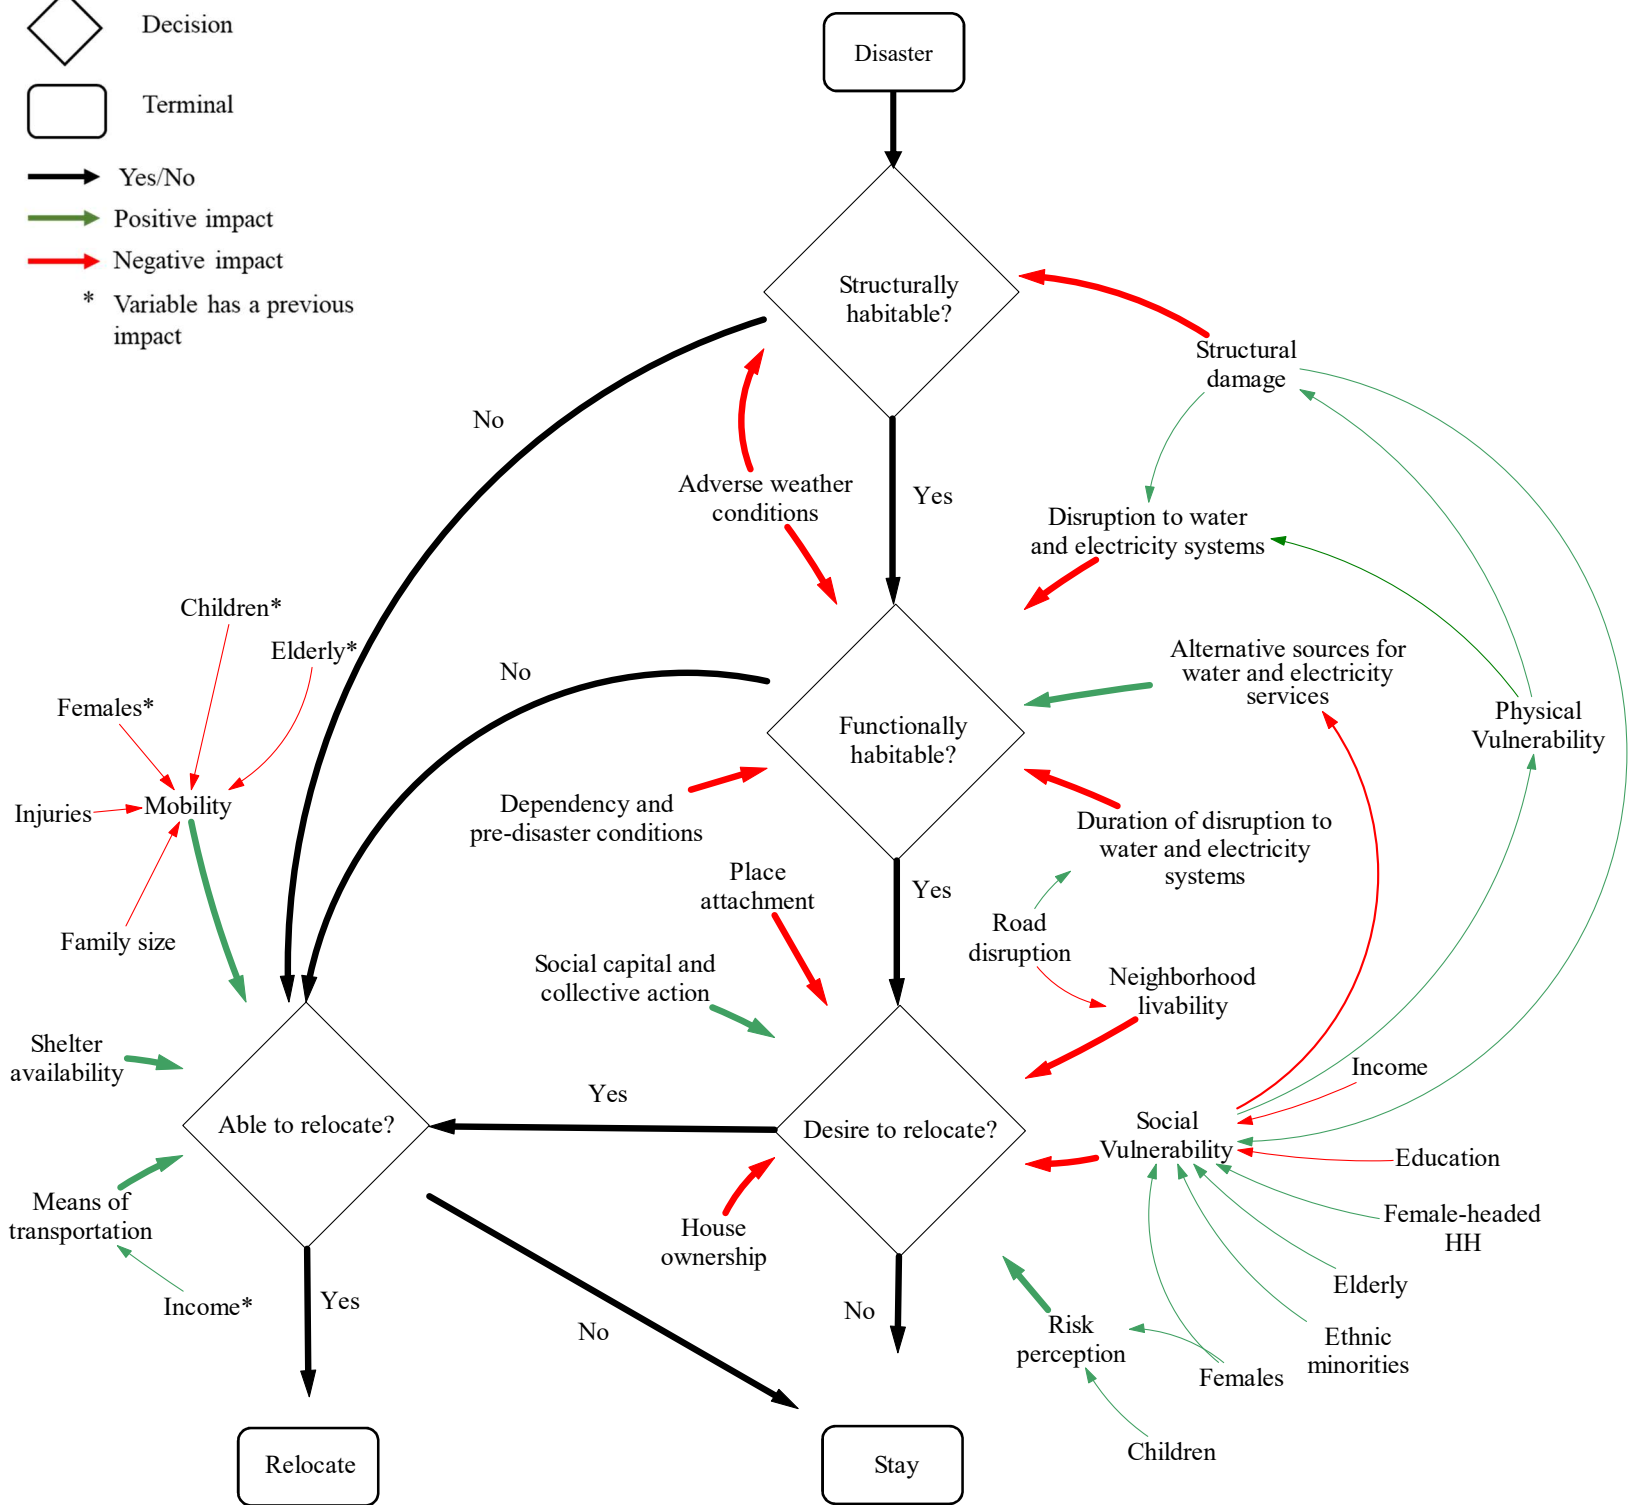 Decision
Terminal
Yes/No
Positive impact
Negative impact
* Variable has a previous
impact
Disaster
Structurally
habitable?
Structural
damage
No
Adverse weather
conditions
Yes
Disruption to water
and electricity systems
Children*
Elderly*
Females*
Injuries
Mobility
Family size
No
Functionally
habitable?
Alternative sources for
water and electricity
services
Physical
Vulnerability
Dependency and
pre-disaster conditions
Duration of disruption to
water and electricity
systems
Place
attachment
Yes
Road
disruption
Social capital and
collective action
Neighborhood
livability
Shelter
availability
Able to relocate?
Yes
Desire to relocate?
Social
Vulnerability
Income
Education
Female-headed
HH
Elderly
Ethnic
minorities
Females
Children
Risk
perception
House
ownership
Means of
transportation
Income*
Yes
No
No
Relocate
Stay